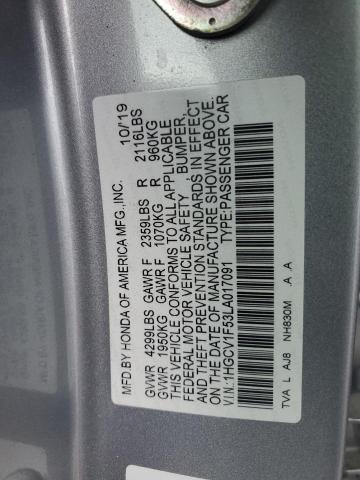 MFD.BY HONDA OF AMERICA MFG.,INC. 10/19
GVWR 4299LBS GAWR F 2359LBS R 2116LBS
GVWR 1950KG GAWR F 1070KG R 960KG
THIS VEHICLE CONFORMS TO ALL APPLICABLE
FEDERAL MOTOR VEHICLE SAFETY, BUMPER,
AND THEFT PREVENTION STANDARDS IN EFFECT
ON THE DATE OF MANUFACTURE SHOWN ABOVE.
V.I.N:1HGCV1F53LA017091 TYPE:PASSENGER CAR
TVA L AJ8 NH830M A A